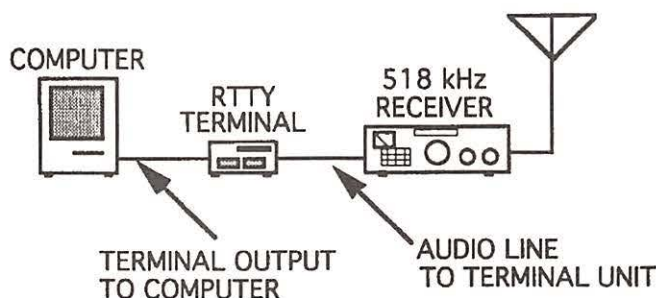 COMPUTER
RTTY
TERMINAL
518 kHz
RECEIVER
TERMINAL OUTPUT
TO COMPUTER
AUDIO LINE
TO TERMINAL UNIT